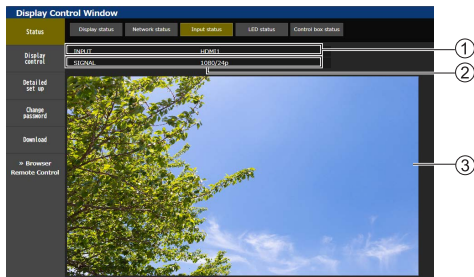 Display Control Window
Status
Display status
Network status
Input status
LED status
Control box status
INPUT HDMI1
SIGNAL 1080/24p
Display
control
Detailed
set up
Change
password
Download
» Browser
Remote Control
1
2
3